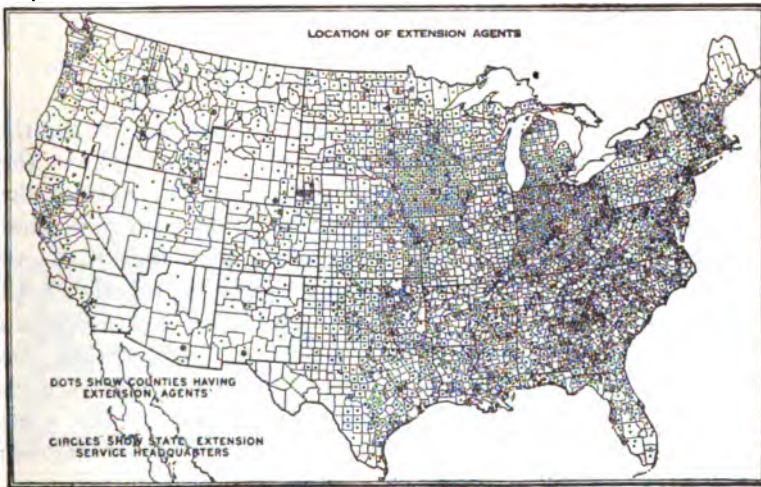 LOCATION OF EXTENSION AGENTS
DOTS SHOW COUNTIES HAVING
EXTENSION AGENTS
CIRCLES SHOW STATE EXTENSION
SERVICE HEADQUARTERS